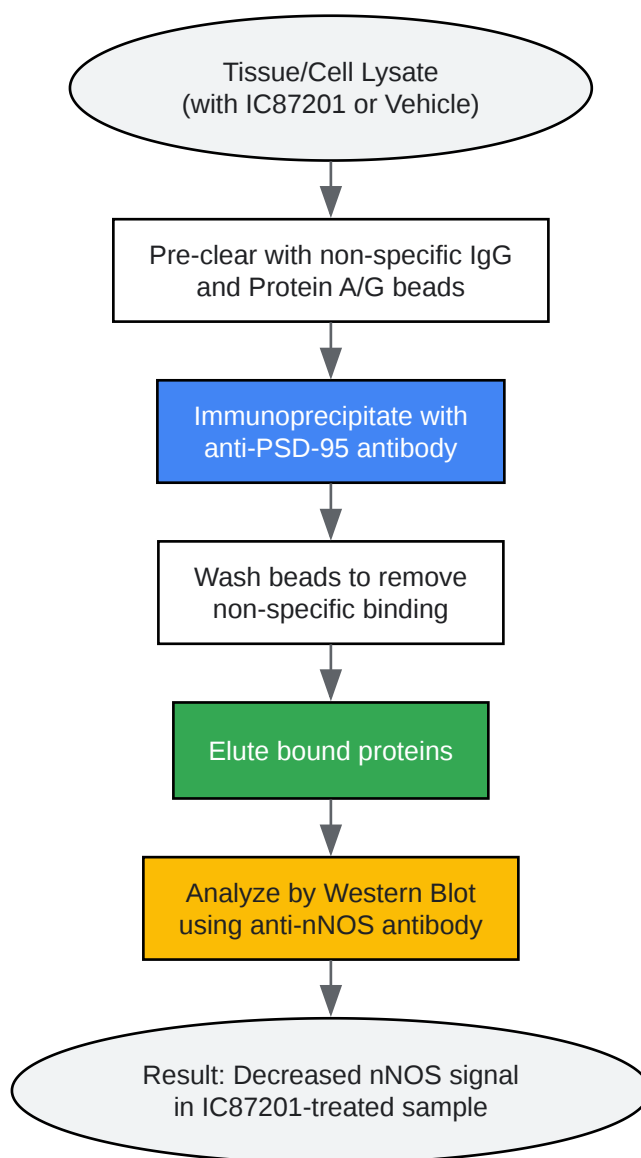 Tissue/Cell Lysate
(with IC87201 or Vehicle)
Pre-clear with non-specific IgG
and Protein A/G beads
Immunoprecipitate with
anti-PSD-95 antibody
Wash beads to remove
non-specific binding
Elute bound proteins
Analyze by Western Blot
using anti-nNOS antibody
Result: Decreased nNOS signal
in IC87201-treated sample